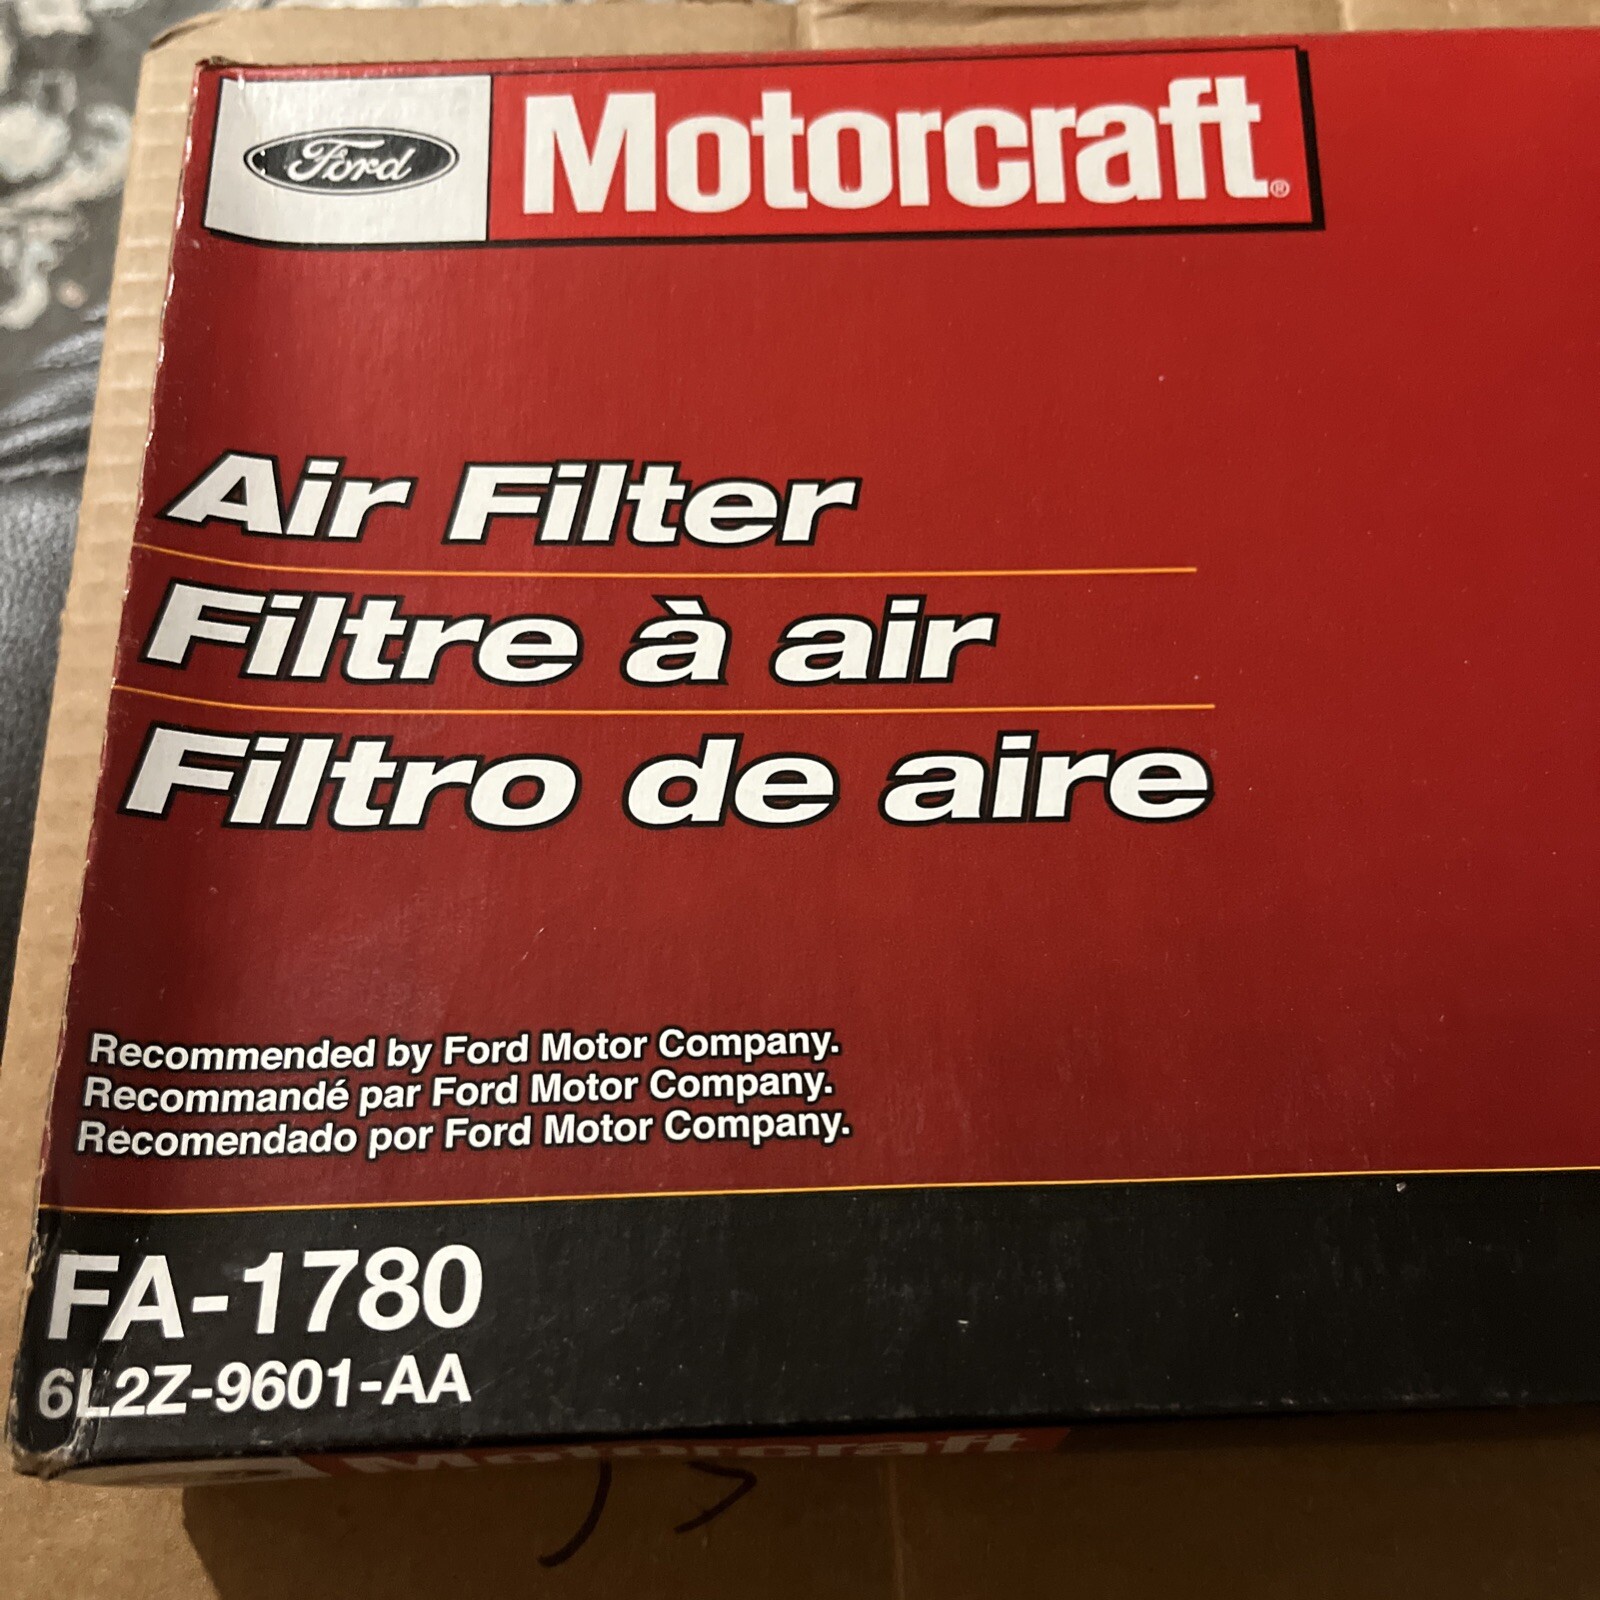 Ford Motorcraft®
Air Filter
Filtre à air
Filtro de aire
Recommended by Ford Motor Company.
Recommandé par Ford Motor Company.
Recomendado por Ford Motor Company.
FA-1780
6L2Z-9601-AA
Motorcraft